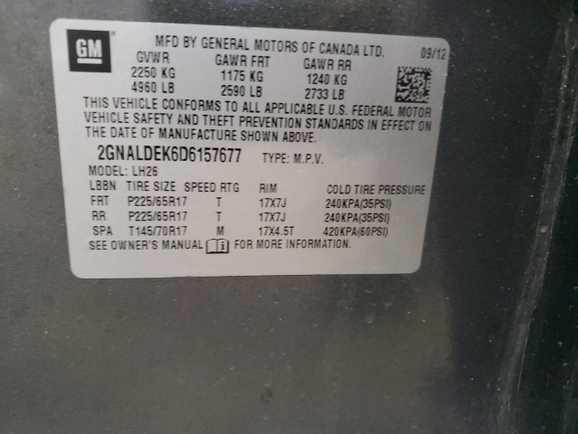 GM
MFD BY GENERAL MOTORS OF CANADA LTD.
09/12
GVWR GAWR FRT GAWR RR
2250 KG 1175 KG 1240 KG
4960 LB 2590 LB 2733 LB
THIS VEHICLE CONFORMS TO ALL APPLICABLE U.S. FEDERAL MOTOR
VEHICLE SAFETY AND THEFT PREVENTION STANDARDS IN EFFECT ON
THE DATE OF MANUFACTURE SHOWN ABOVE.
2GNALDEK6D6157677 TYPE: M.P.V.
MODEL: LH26
LBBN TIRE SIZE SPEED RTG RIM COLD TIRE PRESSURE
FRT P225/65R17 T 17X7J 240KPA(35PSI)
RR P225/65R17 T 17X7J 240KPA(35PSI)
SPA T145/70R17 M 17X4.5T 420KPA(60PSI)
SEE OWNER'S MANUAL FOR MORE INFORMATION.